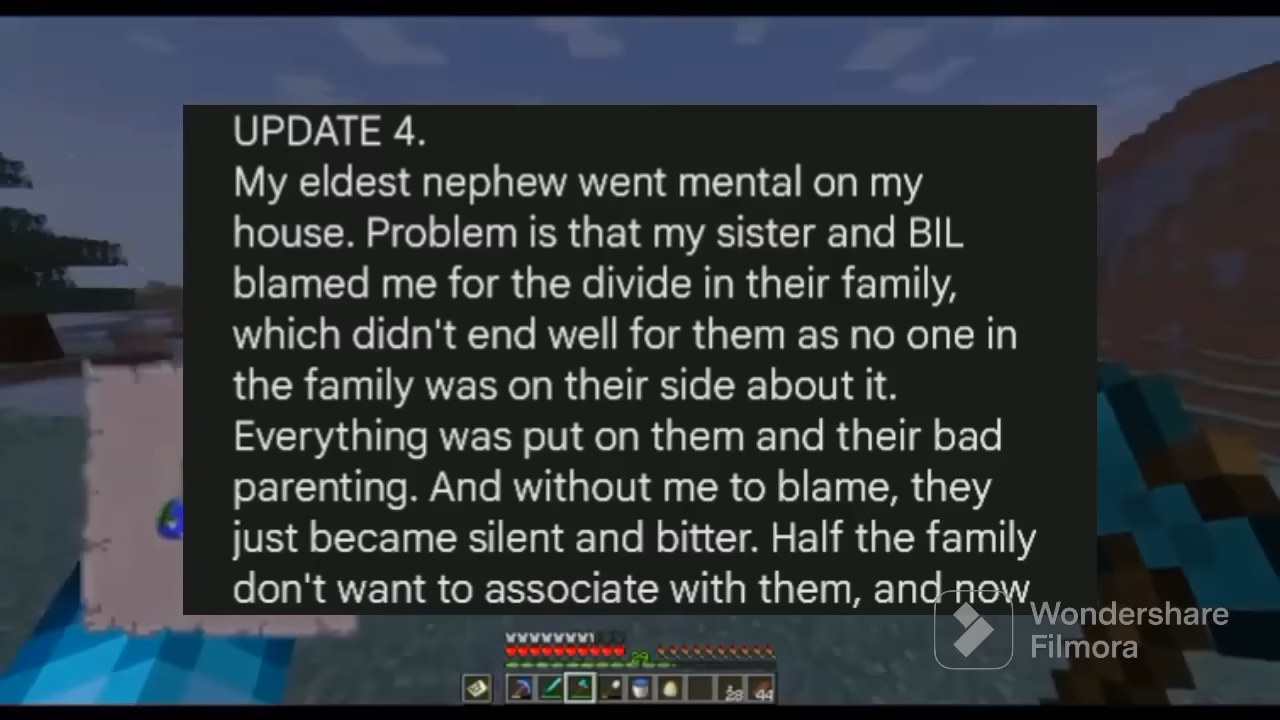 UPDATE 4.
My eldest nephew went mental on my
house. Problem is that my sister and BIL
blamed me for the divide in their family,
which didn't end well for them as no one in
the family was on their side about it.
Everything was put on them and their bad
parenting. And without me to blame, they
just became silent and bitter. Half the family
don't want to associate with them, and now
Wondershare
Filmora
29
28
44